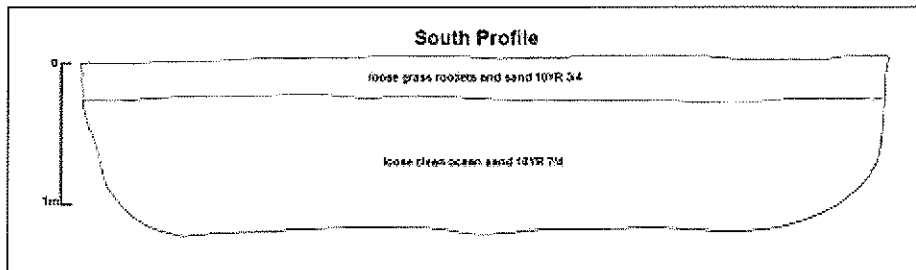 South Profile
0
loose grass rootlets and sand 10YR 3/4
loose clean ocean sand 10YR 7/4
1m